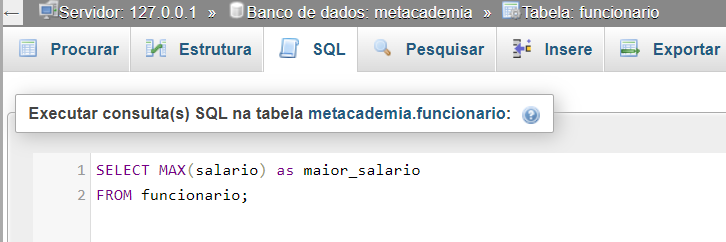 ← Servidor: 127.0.0.1 » Banco de dados: metacademia » Tabela: funcionario
Procurar Estrutura SQL Pesquisar Insere Exportar
Executar consulta(s) SQL na tabela metacademia.funcionario:
1 SELECT MAX(salario) as maior_salario
2 FROM funcionario;